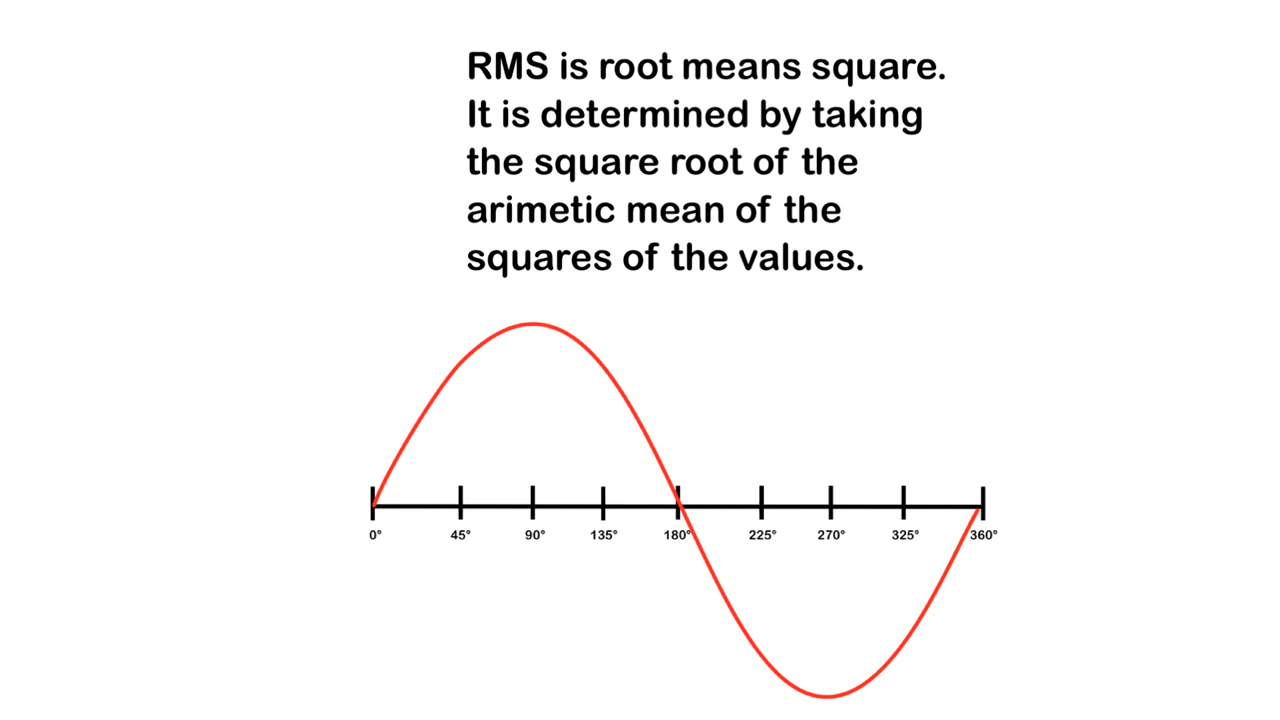 RMS is root means square.
It is determined by taking
the square root of the
arimetic mean of the
squares of the values.
0° 45° 90° 135° 180° 225° 270° 325° 360°